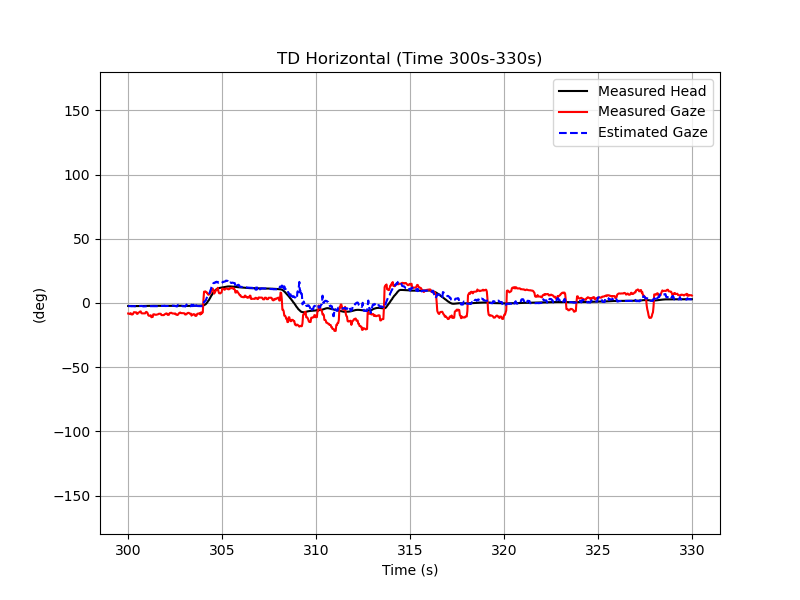 TD Horizontal (Time 300s-330s)
Measured Head
Measured Gaze
Estimated Gaze
150
100
50
0
−50
−100
−150
(deg)
300 305 310 315 320 325 330
Time (s)